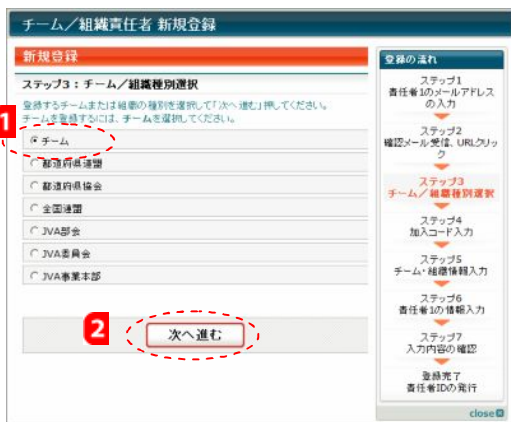 チーム／組織責任者 新規登録
新規登録
ステップ3：チーム／組織種別選択
登録するチームまたは組織の種別を選択して「次へ進む」押してください。
チームを登録するには、チームを選択してください。
1
チーム
都道府県連盟
都道府県協会
全国連盟
JVA部会
JVA委員会
JVA事業本部
2
次へ進む
登録の流れ
ステップ1
責任者1のメールアドレス
の入力
ステップ2
確認メール受信、URLクリッ
ク
ステップ3
チーム／組織種別選択
ステップ4
加入コード入力
ステップ5
チーム・組織情報入力
ステップ6
責任者1の情報入力
ステップ7
入力内容の確認
登録完了
責任者IDの発行
close